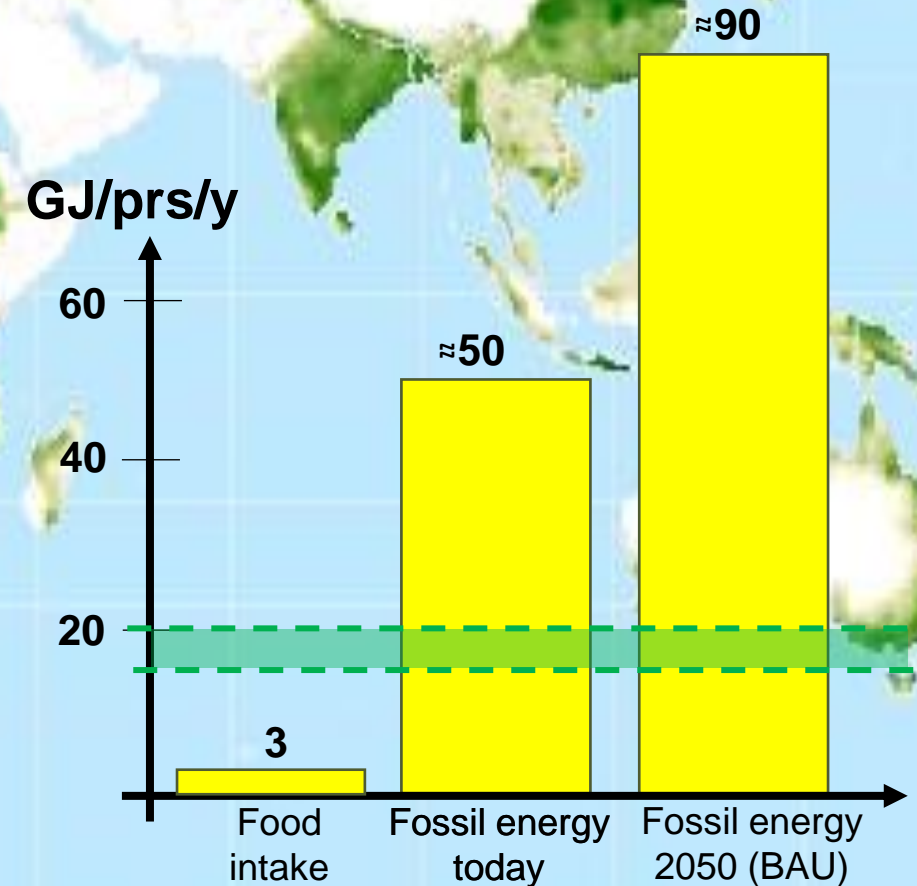 ≈90
GJ/prs/y
60
≈50
40
20
3
Food
intake
Fossil energy
today
Fossil energy
2050 (BAU)